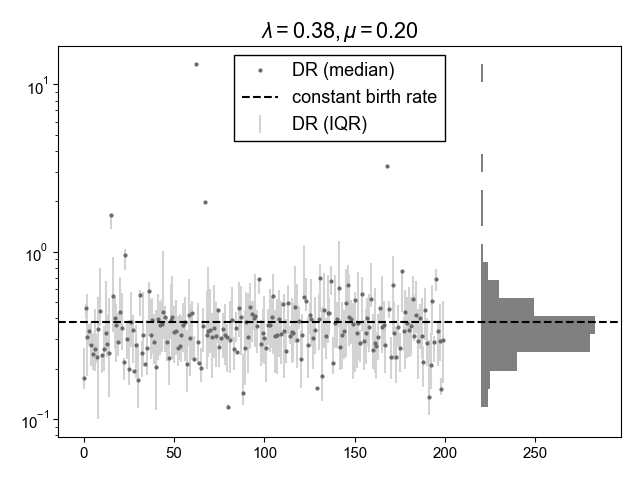 λ = 0.38, μ = 0.20
DR (median)
constant birth rate
DR (IQR)
10¹
10⁰
10⁻¹
0 50 100 150 200 250